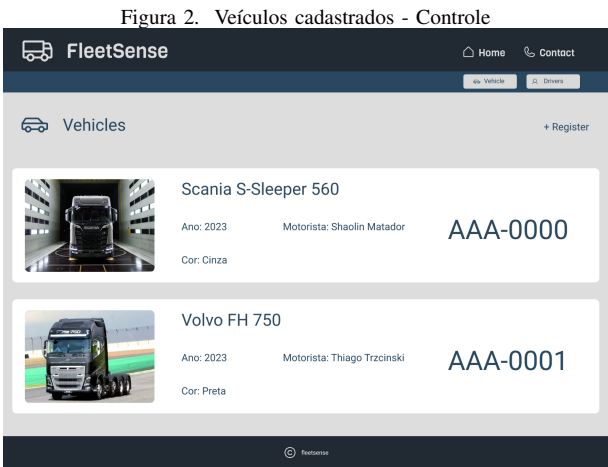 Figura 2. Veículos cadastrados - Controle
FleetSense
Home
Contact
Vehicle
Drivers
Vehicles
+ Register
Scania S-Sleeper 560
Ano: 2023
Motorista: Shaolin Matador
AAA-0000
Cor: Cinza
Volvo FH 750
Ano: 2023
Motorista: Thiago Trzcinski
AAA-0001
Cor: Preta
© fleetsense